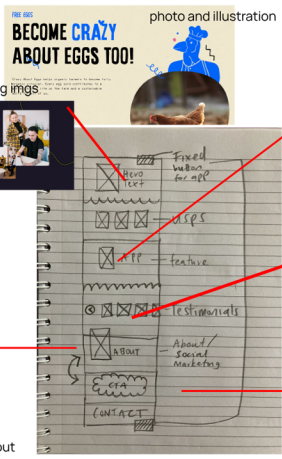 photo and illustration
FREE EGGS
BECOME CRAZY
ABOUT EGGS TOO!
g imgs
Hero
Text
Fixed
button
for app
USPS
APP
feature
Testimonials
ABOUT
About/
Social
Marketing
CTA
CONTACT
out